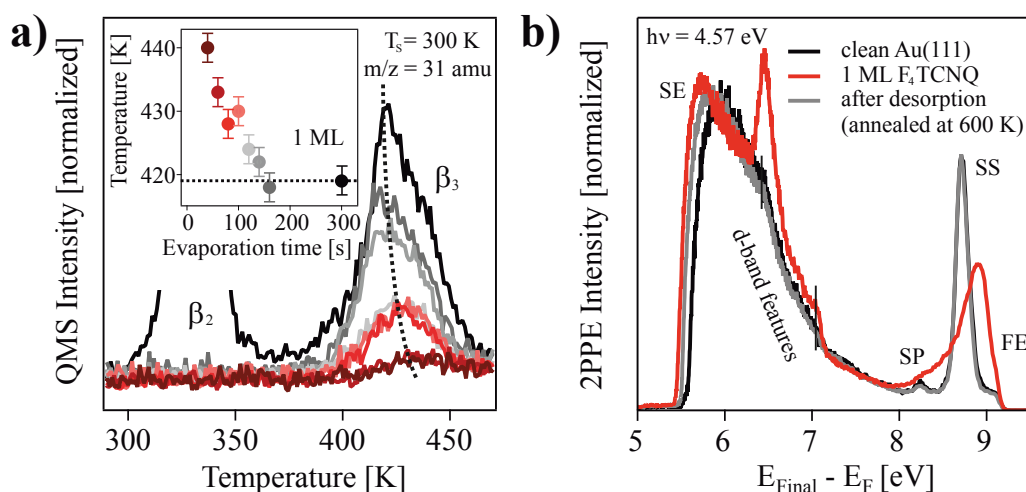 a)
QMS Intensity [normalized]
Temperature [K]
300
400
450
440
430
420
Temperature [K]
0
100
200
300
Evaporation time [s]
1 ML
Tₛ = 300 K
m/z = 31 amu
β₂
β₃
b)
2PPE Intensity [normalized]
hν = 4.57 eV
clean Au(111)
1 ML F₄TCNQ
after desorption
(annealed at 600 K)
SE
d-band features
SP
SS
FE
5
6
7
8
9
E_Final - E_F [eV]